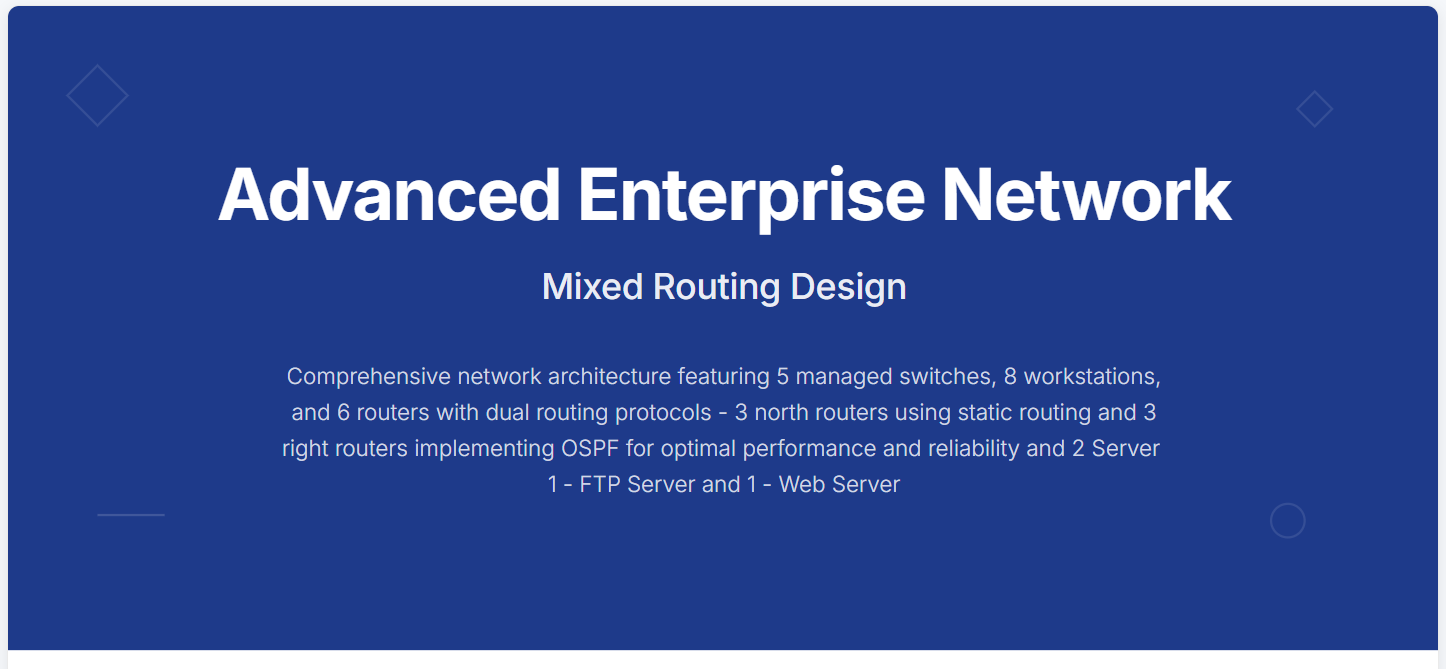 Advanced Enterprise Network
Mixed Routing Design
Comprehensive network architecture featuring 5 managed switches, 8 workstations,
and 6 routers with dual routing protocols - 3 north routers using static routing and 3
right routers implementing OSPF for optimal performance and reliability and 2 Server
1 - FTP Server and 1 - Web Server